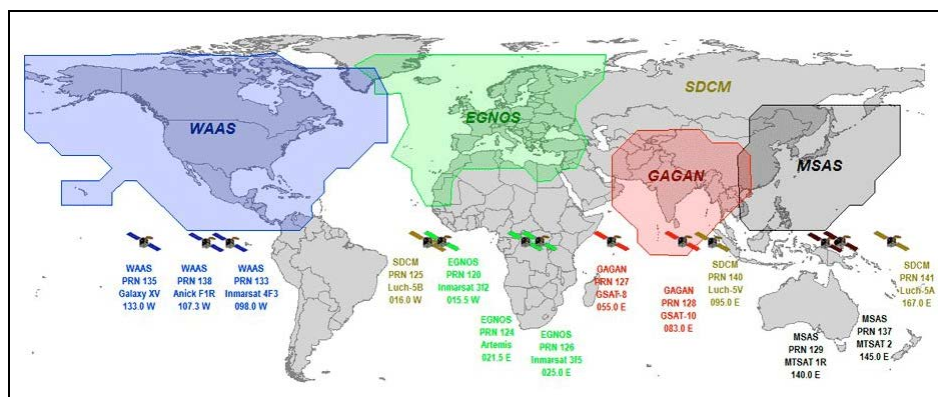 SDCM
WAAS
EGNOS
MSAS
GAGAN
WAAS
PRN 135
Galaxy XV
133.0 W
WAAS
PRN 138
Anick F1R
107.3 W
WAAS
PRN 133
Inmarsat 4F3
098.0 W
SDCM
PRN 125
Luch-5B
016.0 W
EGNOS
PRN 120
Inmarsat 3f2
015.5 W
EGNOS
PRN 124
Artemis
021.5 E
EGNOS
PRN 126
Inmarsat 3f5
025.0 E
GAGAN
PRN 127
GSAT-8
055.0 E
GAGAN
PRN 128
GSAT-10
083.0 E
SDCM
PRN 140
Luch-5V
095.0 E
MSAS
PRN 129
MTSAT 1R
140.0 E
MSAS
PRN 137
MTSAT 2
145.0 E
SDCM
PRN 141
Luch-5A
167.0 E